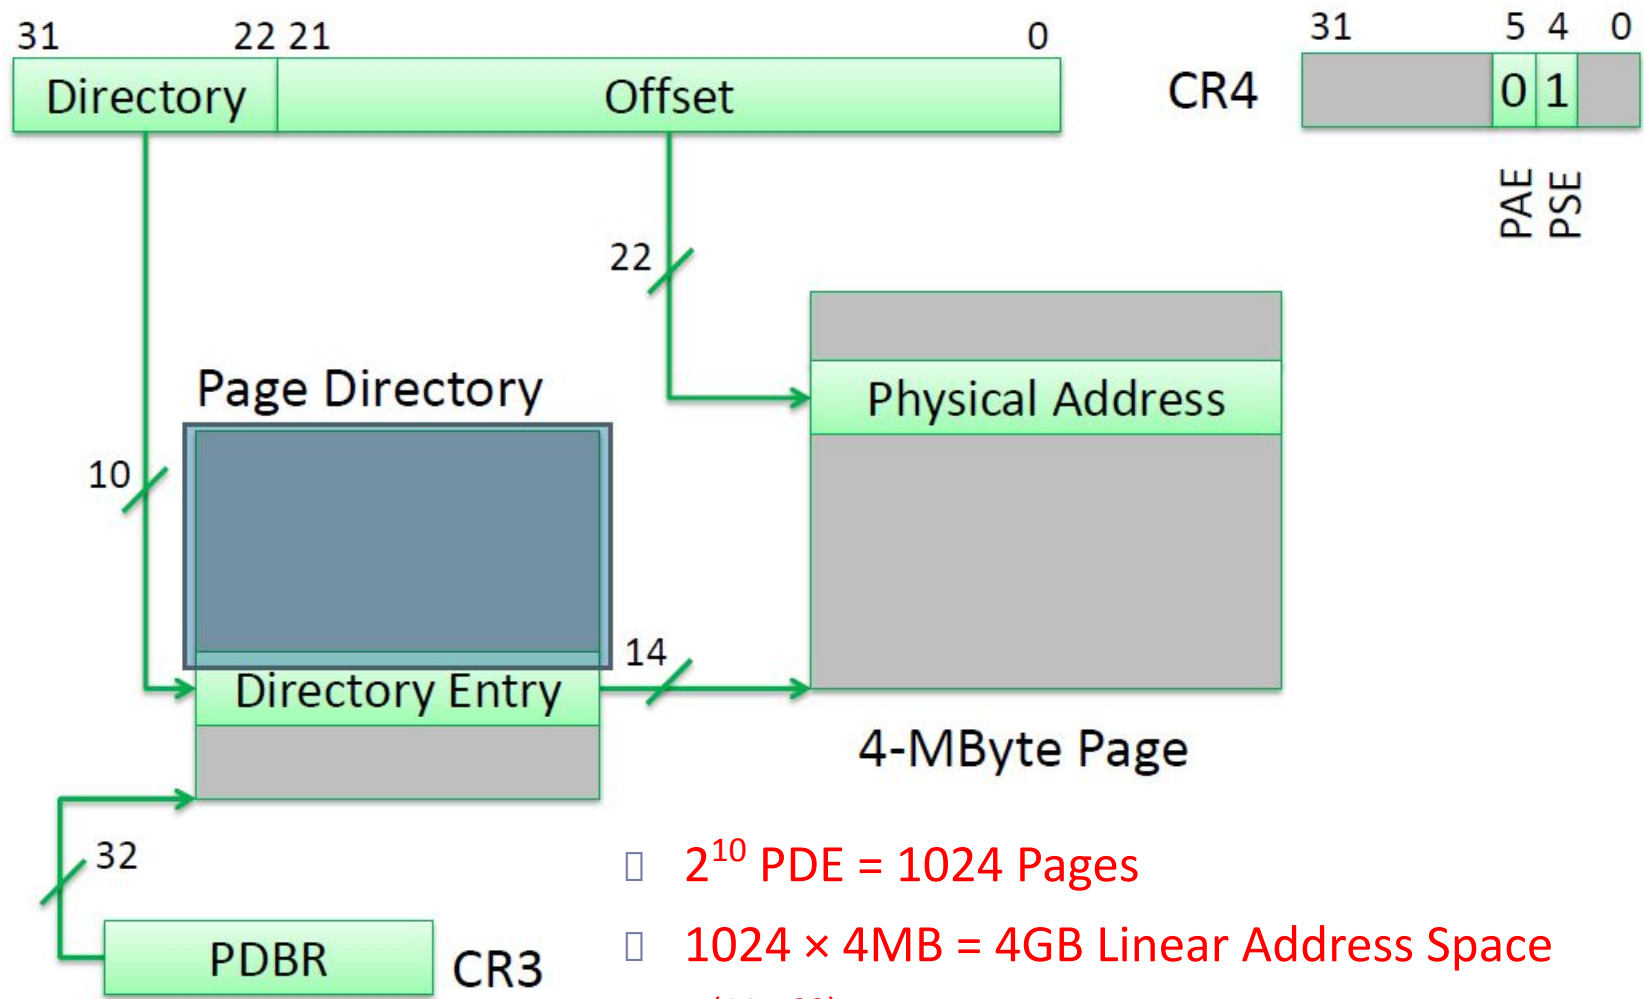 31 22 21 0
Directory Offset
31 5 4 0
CR4 0 1
PAE PSE
22
Page Directory
Physical Address
10
14
Directory Entry
4-MByte Page
32
2¹⁰ PDE = 1024 Pages
PDBR CR3
1024 × 4MB = 4GB Linear Address Space